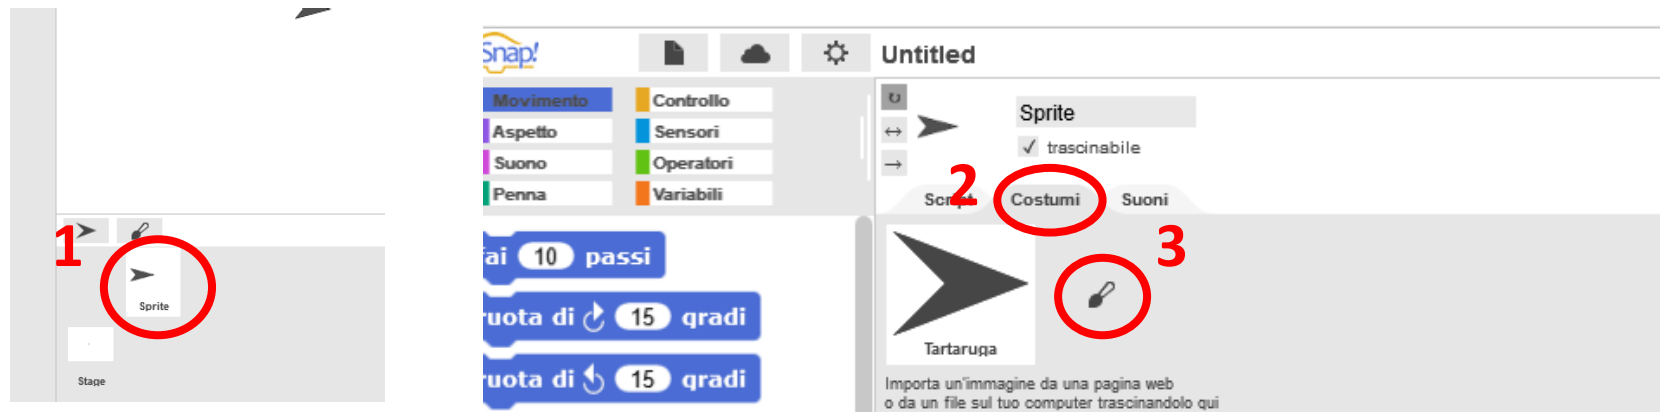 1
Sprite
Stage
Snap!
Untitled
Movimento
Controllo
Aspetto
Sensori
Suono
Operatori
Penna
Variabili
Sprite
trascinabile
2
Script
Costumi
Suoni
fai 10 passi
ruota di 15 gradi
ruota di 15 gradi
3
Tartaruga
Importa un'immagine da una pagina web
o da un file sul tuo computer trascinandolo qui